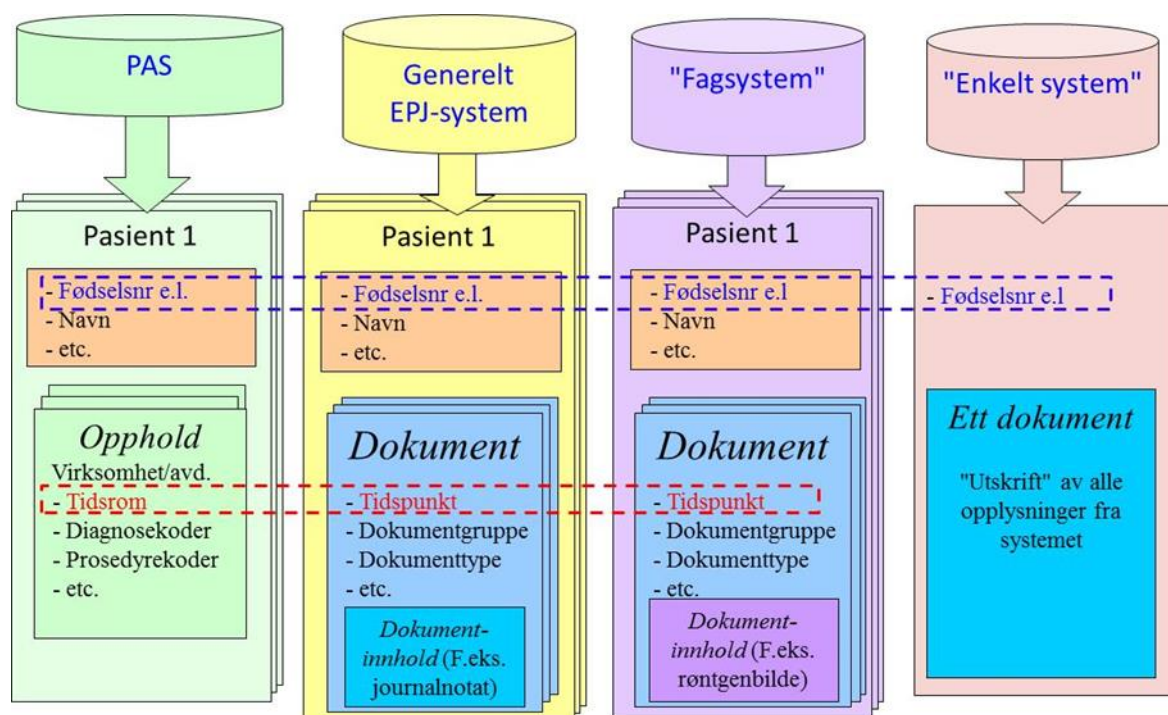 PAS
Generelt
EPJ-system
"Fagsystem"
"Enkelt system"
Pasient 1
- Fødselsnr e.l.
- Navn
- etc.
Opphold
Virksomhet/avd.
- Tidsrom
- Diagnosekoder
- Prosedyrekoder
- etc.
Pasient 1
- Fødselsnr e.l.
- Navn
- etc.
Dokument
- Tidspunkt
- Dokumentgruppe
- Dokumenttype
- etc.
Dokument-
innhold (F.eks.
journalnotat)
Pasient 1
- Fødselsnr e.l
- Navn
- etc.
Dokument
- Tidspunkt
- Dokumentgruppe
- Dokumenttype
- etc.
Dokument-
innhold (F.eks.
røntgenbilde)
- Fødselsnr e.l
Ett dokument
"Utskrift" av alle
opplysninger fra
systemet